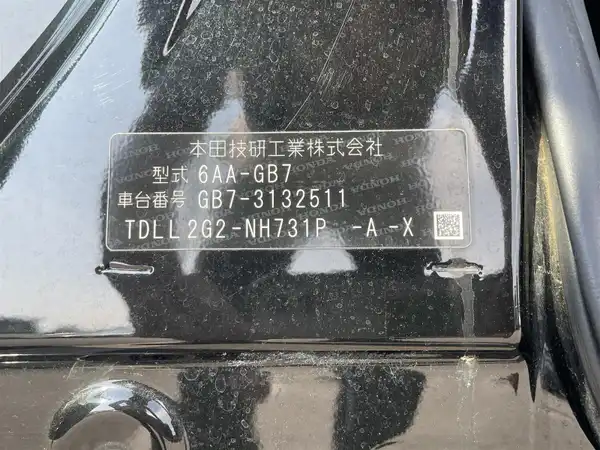 本田技研工業株式会社
型式 6AA-GB7
車台番号 GB7-3132511
TDLL2G2-NH731P -A -X